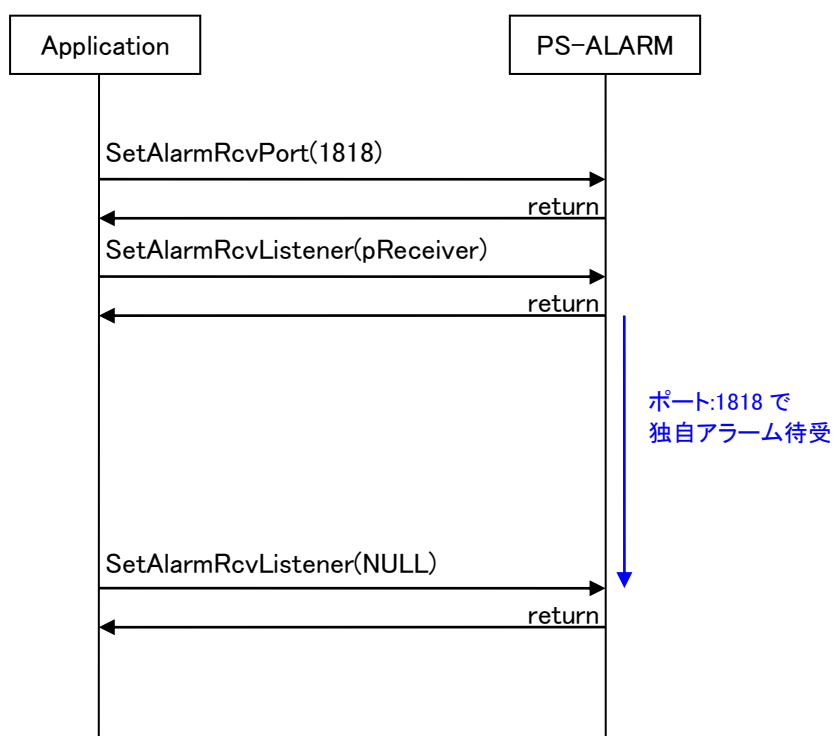 Application
PS-ALARM
SetAlarmRcvPort(1818)
return
SetAlarmRcvListener(pReceiver)
return
ポート:1818 で
独自アラーム待受
SetAlarmRcvListener(NULL)
return